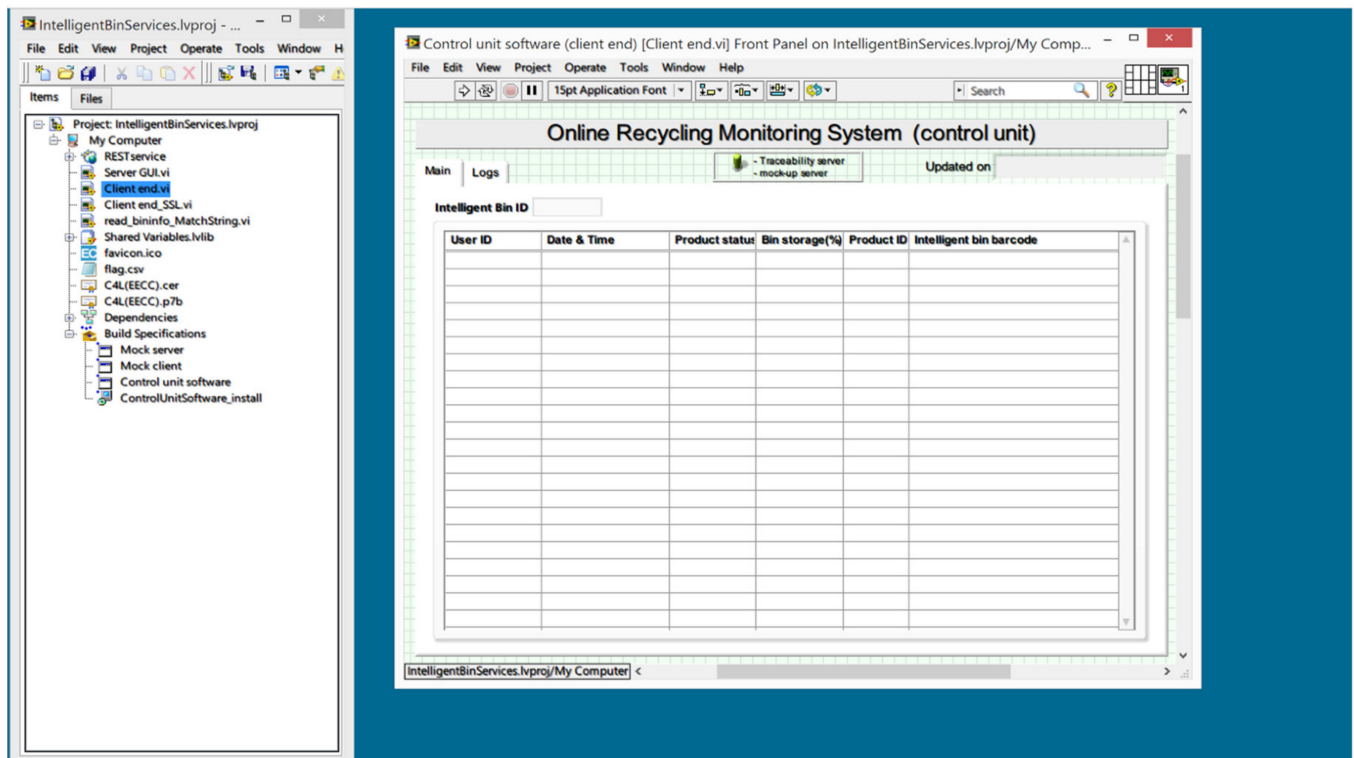 IntelligentBinServices.lvproj - ...
File Edit View Project Operate Tools Window H
Items Files
Project: IntelligentBinServices.lvproj
My Computer
RESTservice
Server GUI.vi
Client end.vi
Client end_SSL.vi
read_bininfo_MatchString.vi
Shared Variables.lvlib
favicon.ico
flag.csv
C4L(EECC).cer
C4L(EECC).p7b
Dependencies
Build Specifications
Mock server
Mock client
Control unit software
ControlUnitSoftware_install
Control unit software (client end) [Client end.vi] Front Panel on IntelligentBinServices.lvproj/My Comp...
File Edit View Project Operate Tools Window Help
15pt Application Font Search
Online Recycling Monitoring System (control unit)
Main Logs
- Traceability server
- mock-up server
Updated on
Intelligent Bin ID
User ID Date & Time Product status Bin storage(%) Product ID Intelligent bin barcode
IntelligentBinServices.lvproj/My Computer